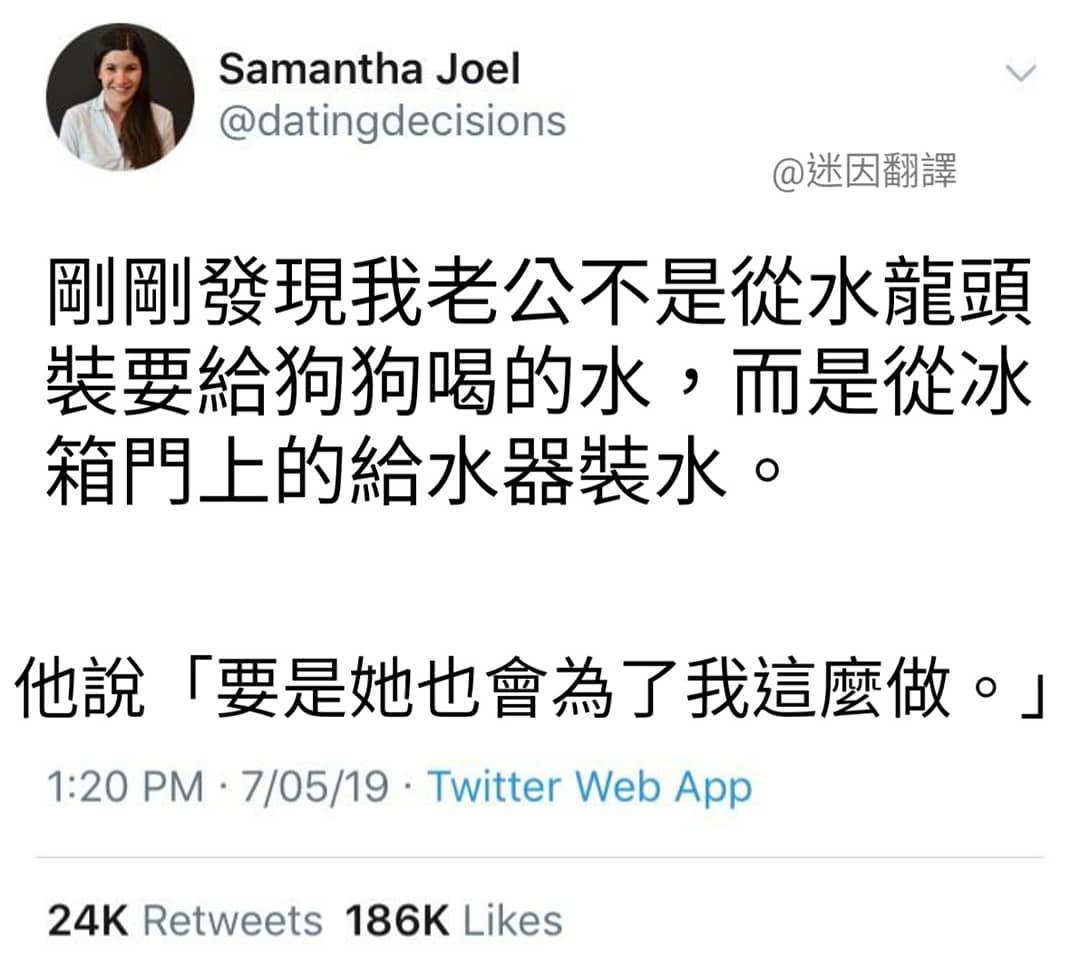 Samantha Joel
@datingdecisions
@迷因翻譯
剛剛發現我老公不是從水龍頭
裝要給狗狗喝的水，而是從冰
箱門上的給水器裝水。
他說「要是她也會為了我這麼做。」
1:20 PM · 7/05/19 · Twitter Web App
24K Retweets 186K Likes